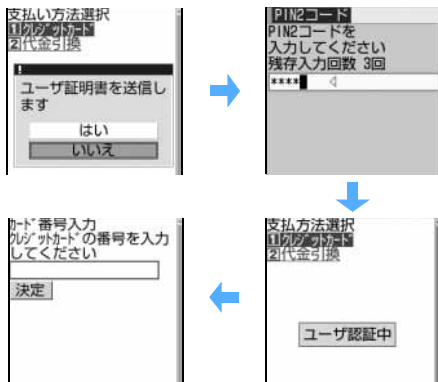 支払い方法選択
1クレジットカード
2代金引換
!
ユーザ証明書を送信し
ます
はい
いいえ
PIN2コード
PIN2コードを
入力してください
残存入力回数 3回
****
支払方法選択
1クレジットカード
2代金引換
ユーザ認証中
カード番号入力
クレジットカードの番号を入力
してください
決定